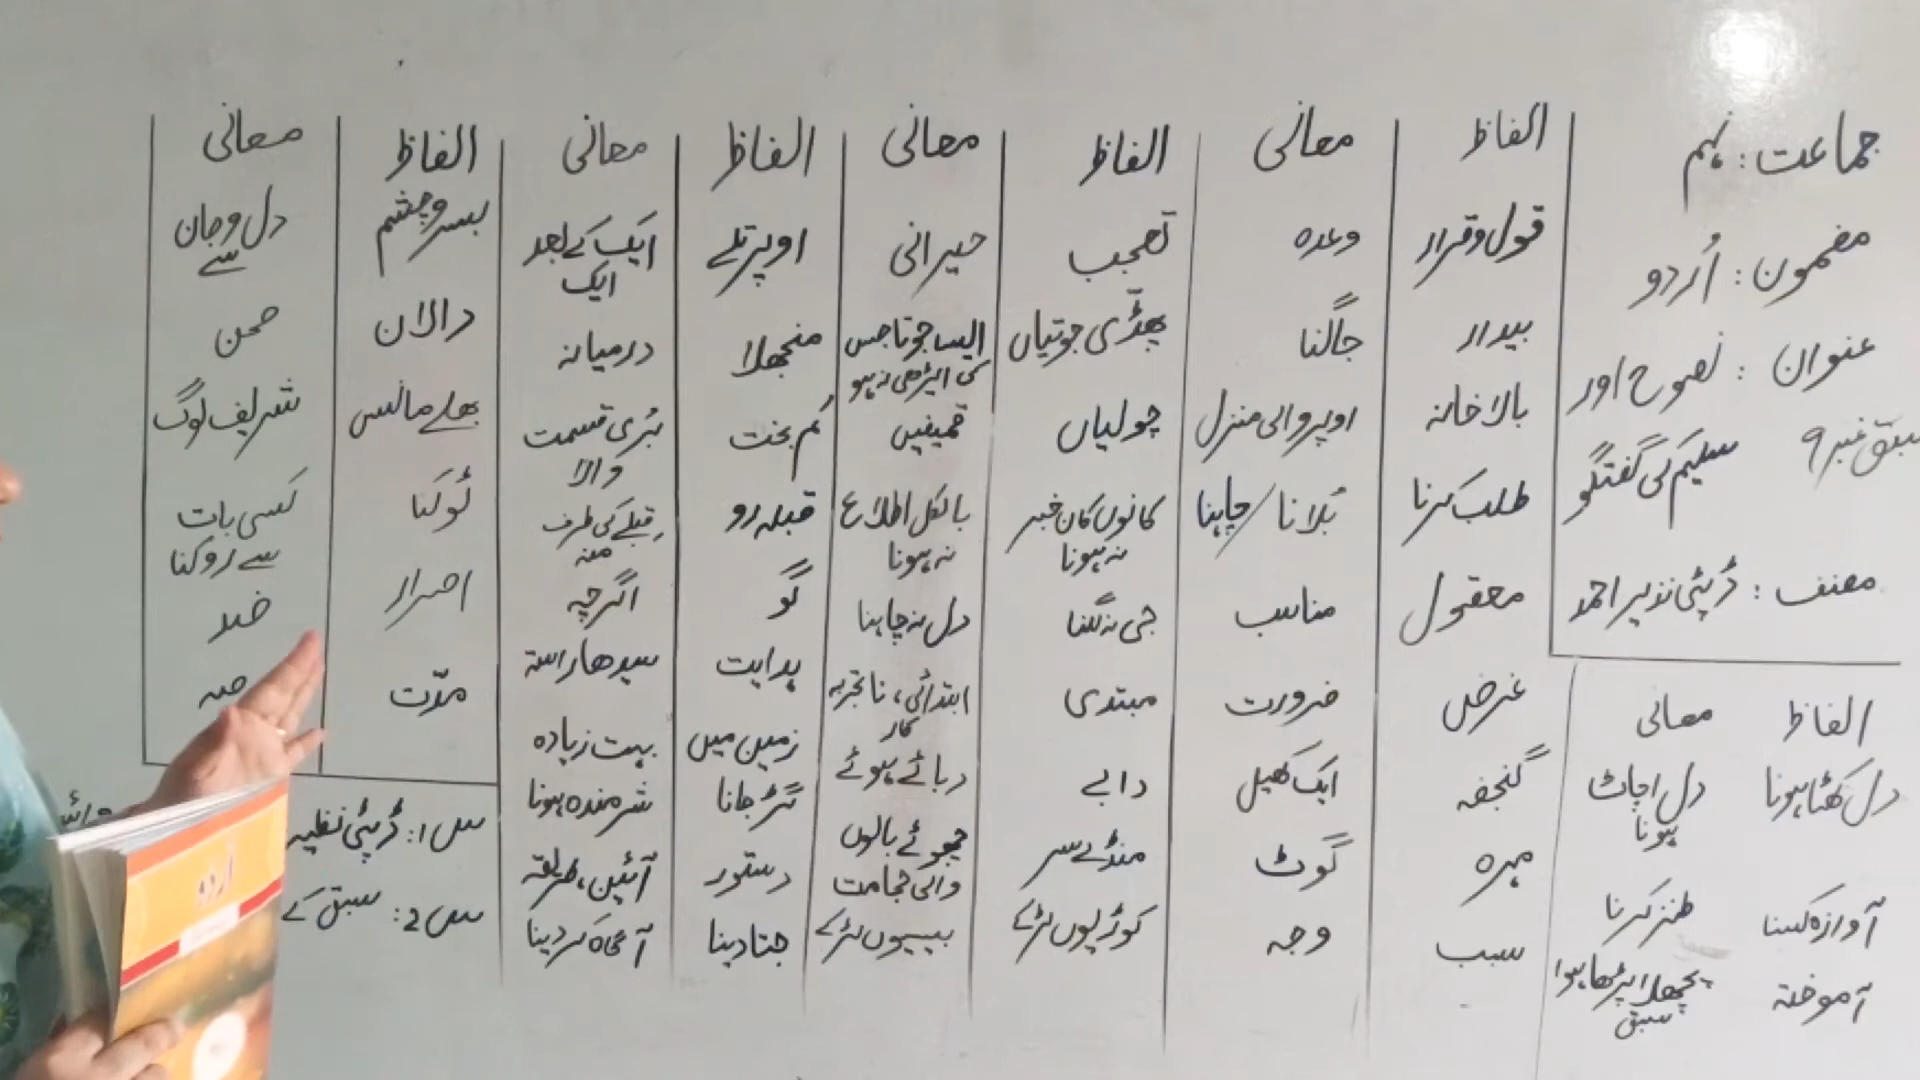 جماعت: نہم
مضمون: اُردو
عنوان: نصوح اور
سلیم کی گفتگو
سبق نمبر ۹
مصنف: ڈپٹی نذیر احمد
الفاظ معانی
دل کھٹا ہونا دل اچاٹ
ہونا
آوازہ کسنا طنز کرنا
آموختہ پچھلا پڑھا ہوا
سبق
الفاظ معانی
قول و قرار وعدہ
بیدار جاگنا
بالا خانہ اوپر والی منزل
طلب کرنا بُلانا / چاہنا
معقول مناسب
غرض ضرورت
گنجفہ ایک کھیل
مہرہ گوٹ
سبب وجہ
الفاظ معانی
تعجب حیرانی
پھڈی جوتیاں ایسا جوتا جس
کی ایڑھی نہ ہو
چولیاں قمیضیں
کانوں کان خبر بالکل اطلاع
نہ ہونا نہ ہونا
جی نہ لگنا دل نہ چاہنا
مبتدی ابتدائی، ناتجربہ
کار
دابے دبائے ہوئے
منڈے سر چھوٹے بالوں
والی حجامت
کوڑیوں لڑکے بیسیوں لڑکے
الفاظ معانی
اوپر تلے ایک کے بعد
ایک
منجھلا درمیانہ
کم بخت بُری قسمت
والا
قبلہ رو قبلے کی طرف
منہ
گو اگرچہ
ہدایت سیدھا راستہ
زمین میں بہت زیادہ
گڑ جانا شرمندہ ہونا
دستور آئین، طریقہ
جتا دینا آگاہ کر دینا
الفاظ معانی
بسر و چشم دل و جان
سے
دالان صحن
بھلے مانس شریف لوگ
ٹوکنا کسی بات
سے روکنا
اصرار ضد
مدّت
س1: ڈپٹی نظیر
س2: سبق کے
اُردو